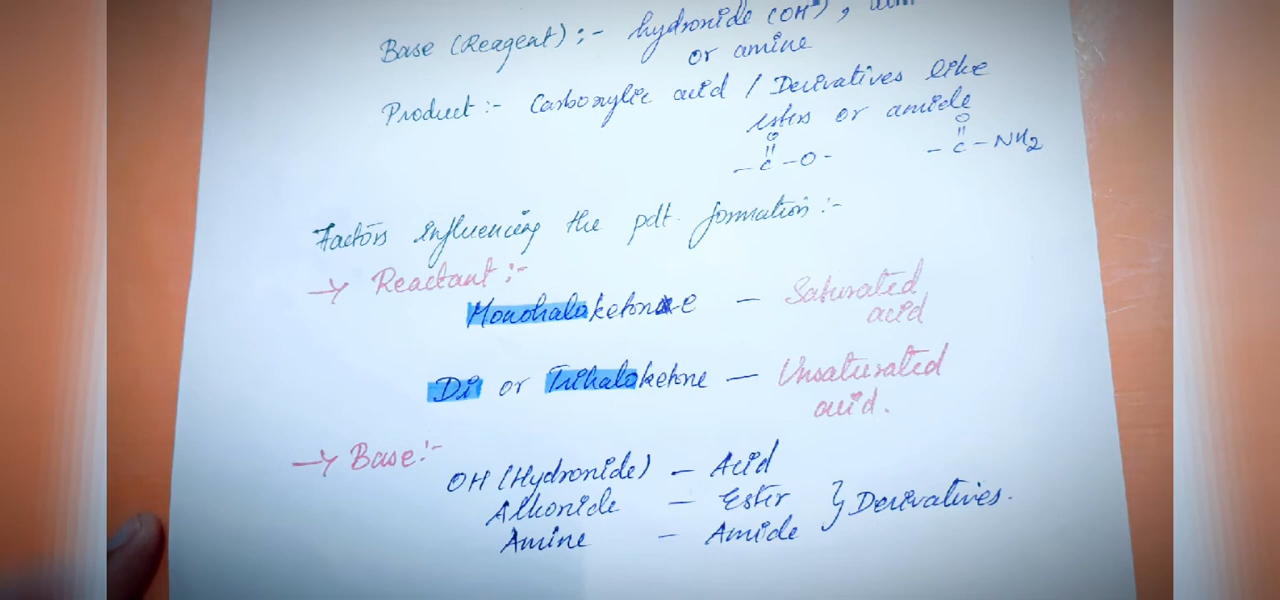 Base (Reagent) :- hydroxide (OH⁻),
or amine
Product :- Carboxylic acid / Derivatives like
esters or amide
O O
|| ||
- C - O - - C - NH2
Factors influencing the pdt. formation :-
→ Reactant :-
Monohaloketone - Saturated
acid
Di or Trihaloketone - Unsaturated
acid.
→ Base :-
OH (Hydroxide) - Acid
Alkoxide - Ester } Derivatives.
Amine - Amide